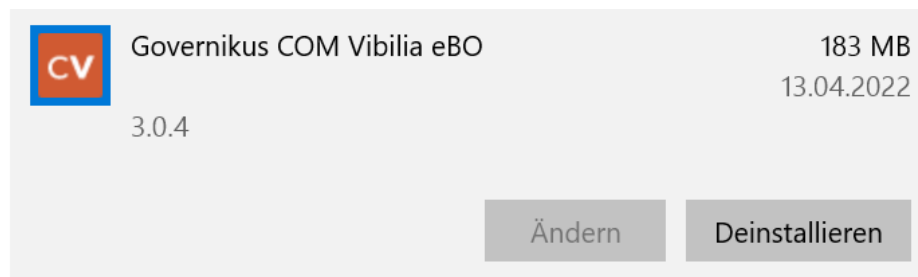 CV
Governikus COM Vibilia eBO
183 MB
13.04.2022
3.0.4
Ändern
Deinstallieren